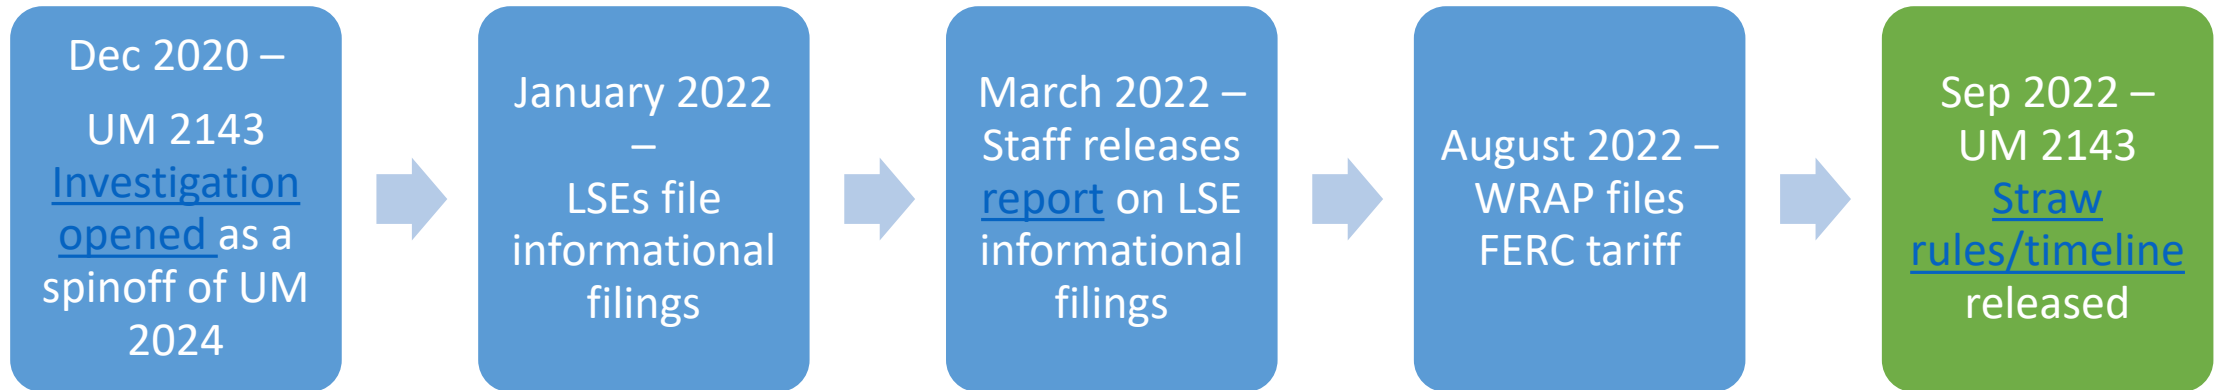 Dec 2020 –
UM 2143
Investigation
opened as a
spinoff of UM
2024
January 2022
–
LSEs file
informational
filings
March 2022 –
Staff releases
report on LSE
informational
filings
August 2022 –
WRAP files
FERC tariff
Sep 2022 –
UM 2143
Straw
rules/timeline
released